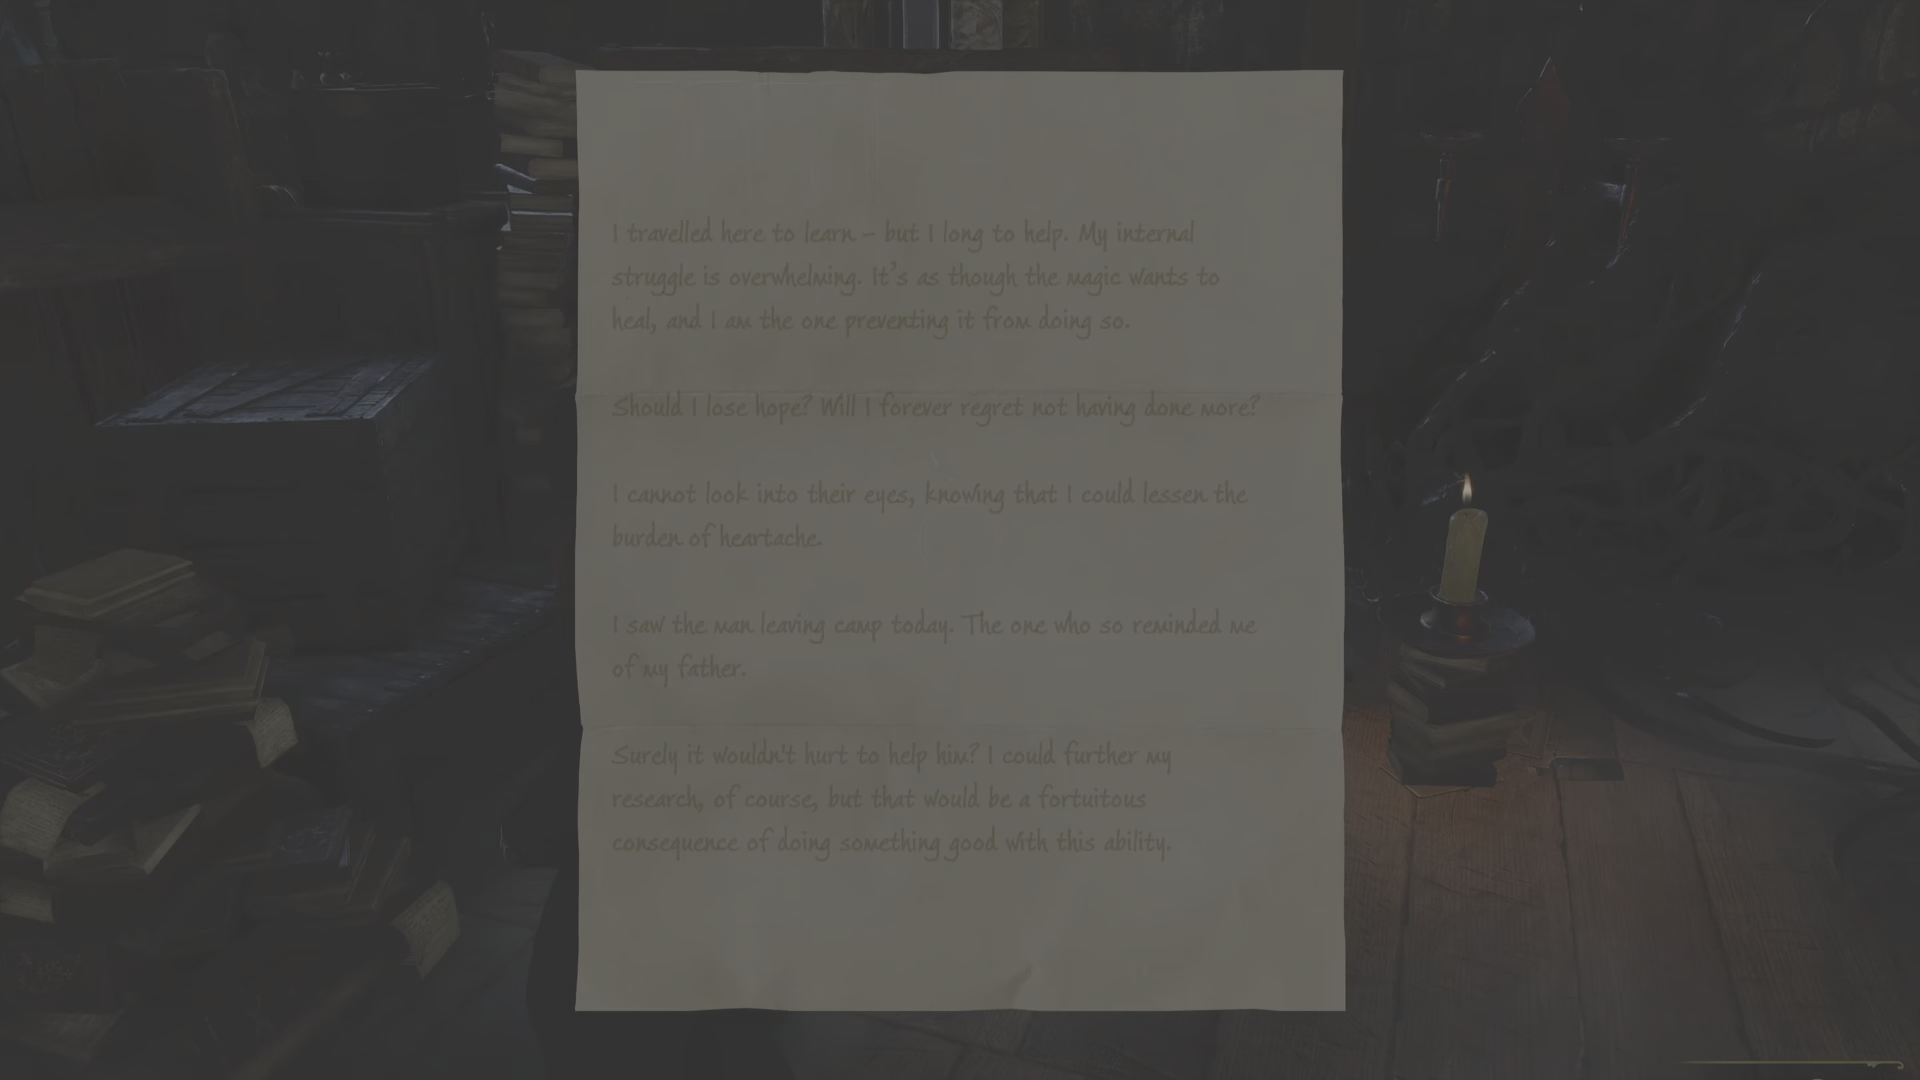 I travelled here to learn – but I long to help. My internal
struggle is overwhelming. It's as though the magic wants to
heal, and I am the one preventing it from doing so.
Should I lose hope? Will I forever regret not having done more?
I cannot look into their eyes, knowing that I could lessen the
burden of heartache.
I saw the man leaving camp today. The one who so reminded me
of my father.
Surely it wouldn't hurt to help him? I could further my
research, of course, but that would be a fortuitous
consequence of doing something good with this ability.